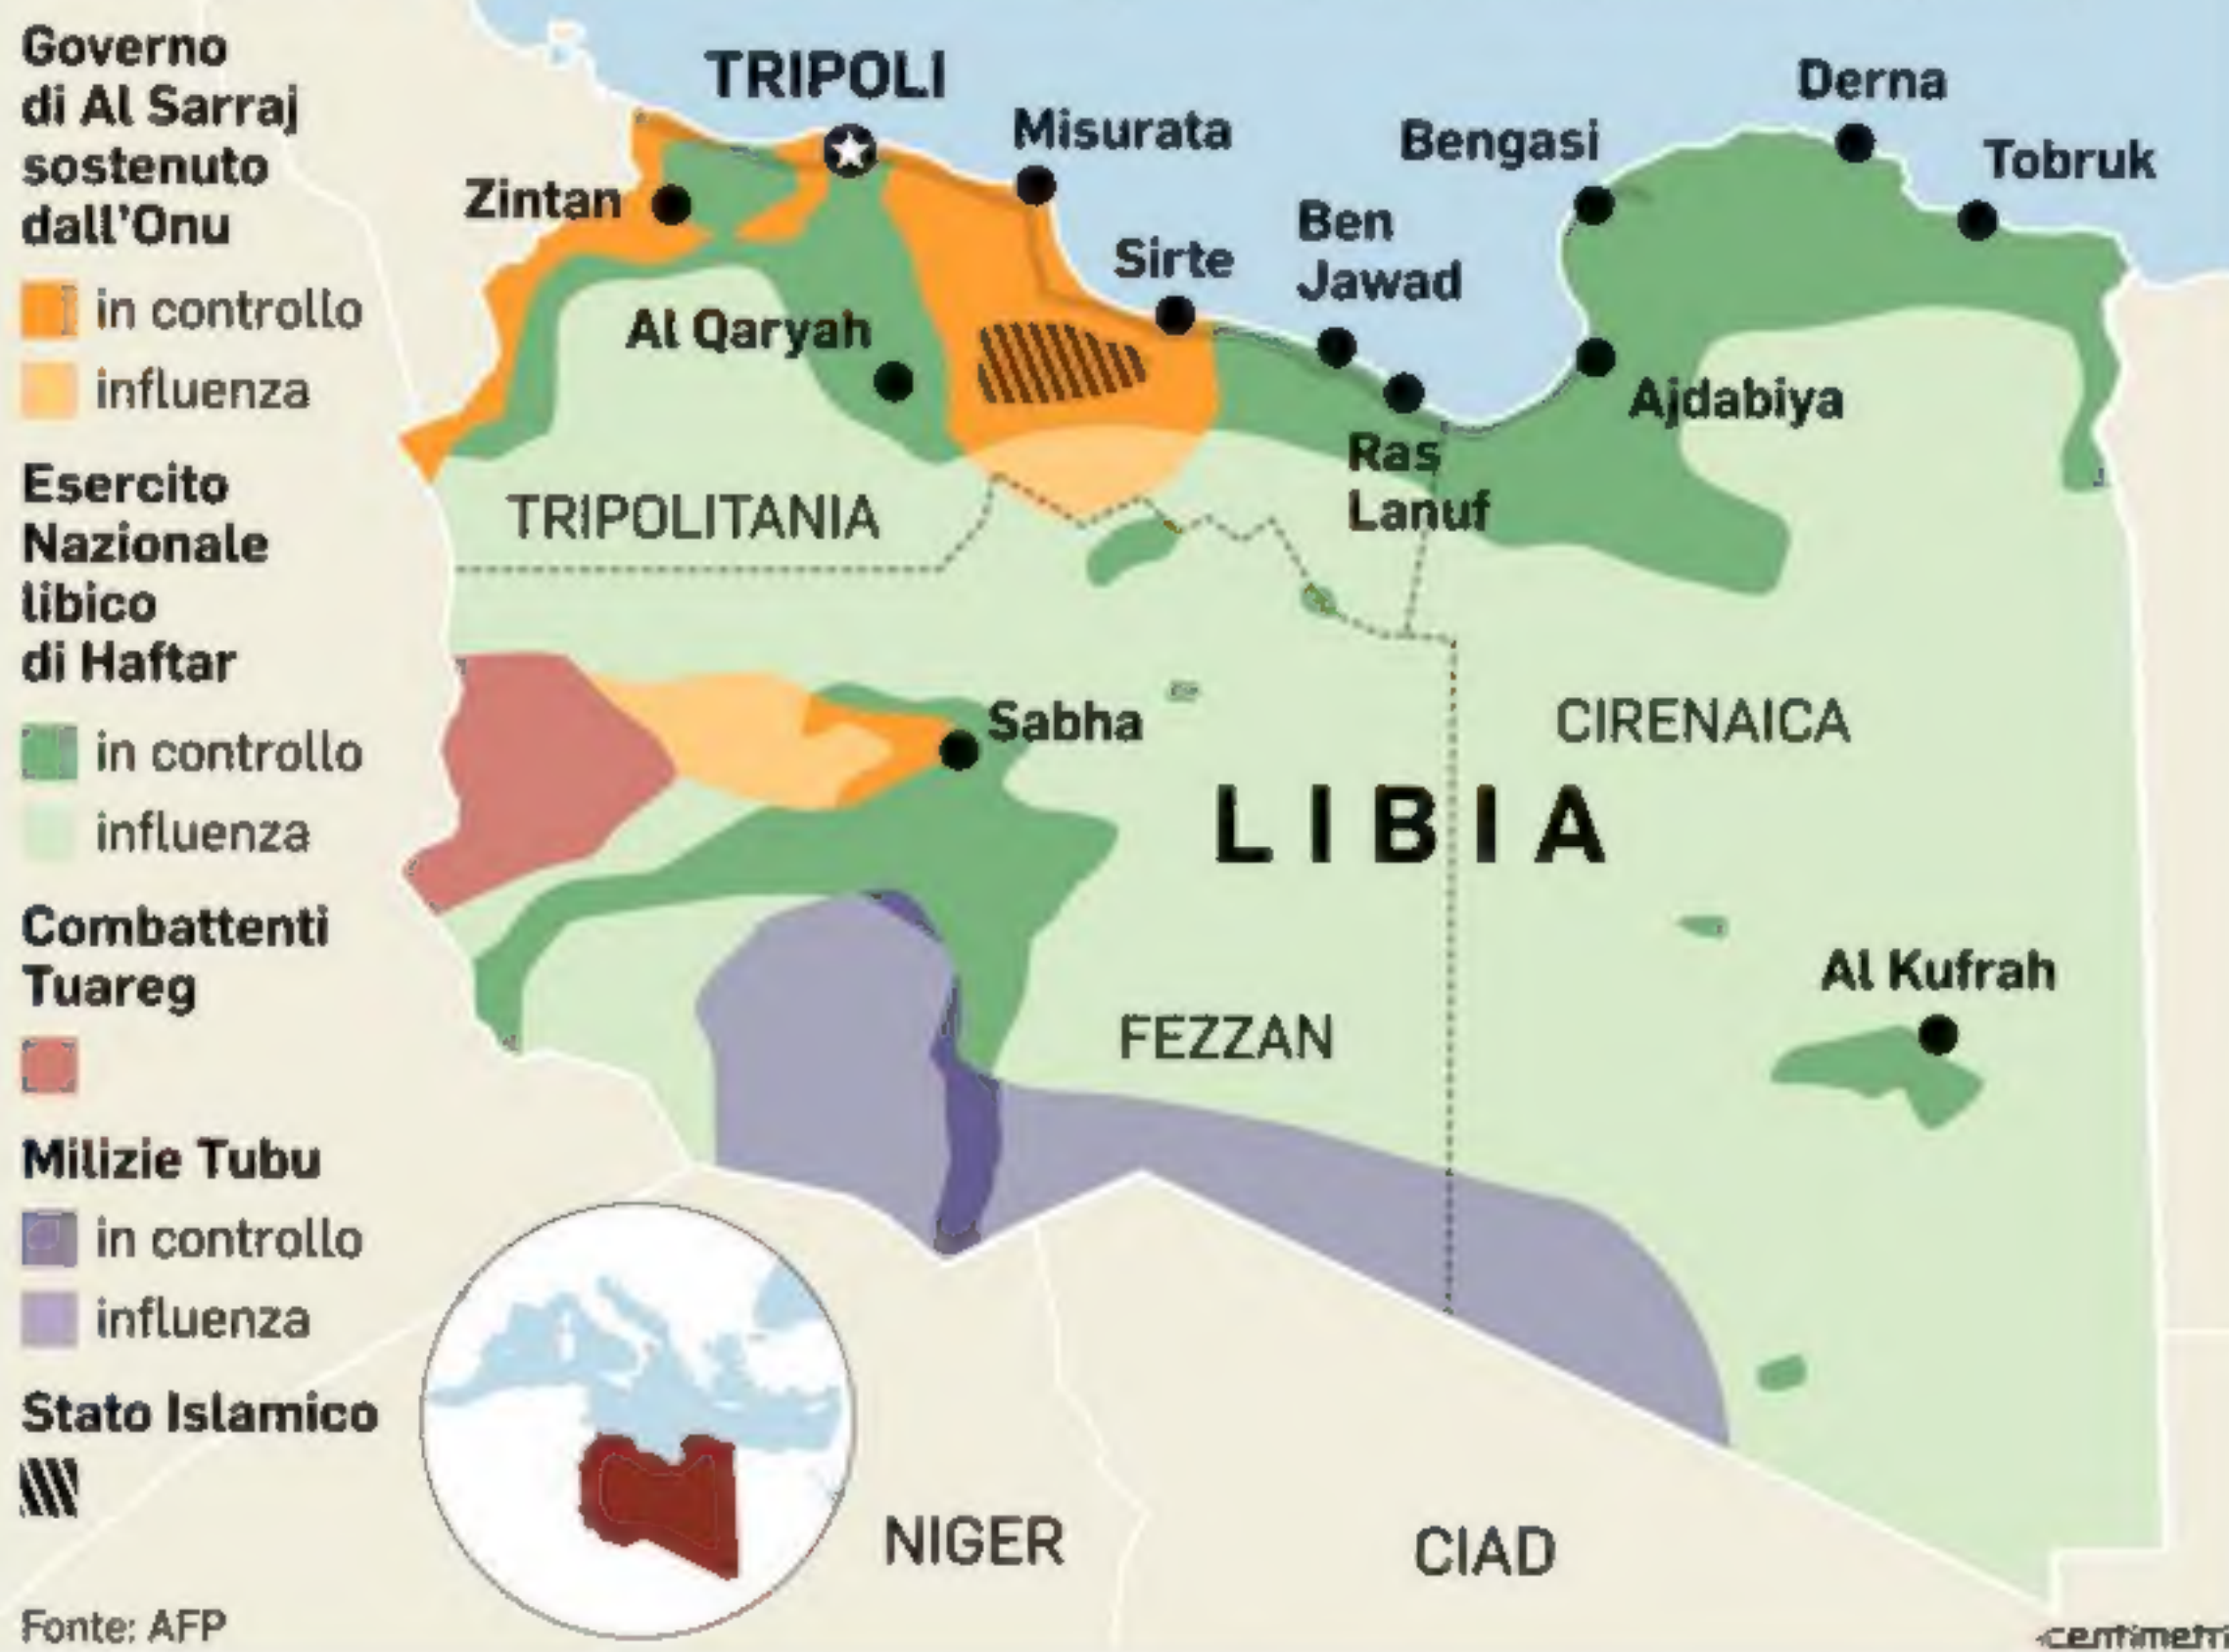 Governo
di Al Sarraj
sostenuto
dall'Onu
in controllo
influenza
Esercito
Nazionale
libico
di Haftar
in controllo
influenza
Combattenti
Tuareg
Milizie Tubu
in controllo
influenza
Stato Islamico
Fonte: AFP
TRIPOLI
Misurata
Zintan
Sirte
Ben
Jawad
Bengasi
Derna
Tobruk
Al Qaryah
Ajdabiya
Ras
Lanuf
TRIPOLITANIA
Sabha
CIRENAICA
LIBIA
Al Kufrah
FEZZAN
NIGER
CIAD
centimetri